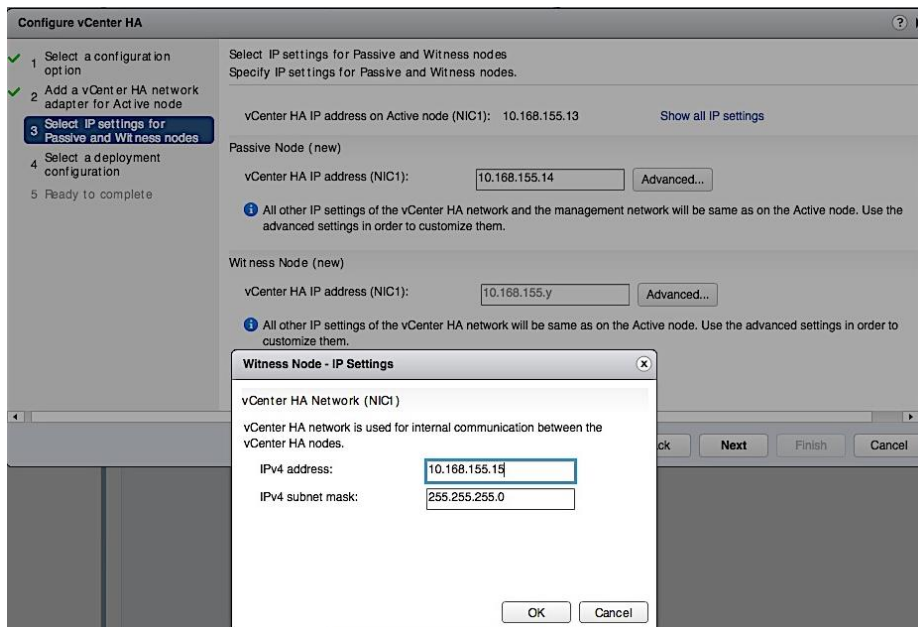 Configure vCenter HA
?
1 Select a configuration
option
2 Add a vCenter HA network
adapter for Active node
3 Select IP settings for
Passive and Witness nodes
4 Select a deployment
configuration
5 Ready to complete
Select IP settings for Passive and Witness nodes
Specify IP settings for Passive and Witness nodes.
vCenter HA IP address on Active node (NIC1): 10.168.155.13 Show all IP settings
Passive Node (new)
vCenter HA IP address (NIC1): 10.168.155.14 Advanced...
All other IP settings of the vCenter HA network and the management network will be same as on the Active node. Use the
advanced settings in order to customize them.
Witness Node (new)
vCenter HA IP address (NIC1): 10.168.155.y Advanced...
All other IP settings of the vCenter HA network will be same as on the Active node. Use the advanced settings in order to
customize them.
Witness Node - IP Settings
vCenter HA Network (NIC1)
vCenter HA network is used for internal communication between the
vCenter HA nodes.
IPv4 address: 10.168.155.15
IPv4 subnet mask: 255.255.255.0
OK Cancel
ck Next Finish Cancel